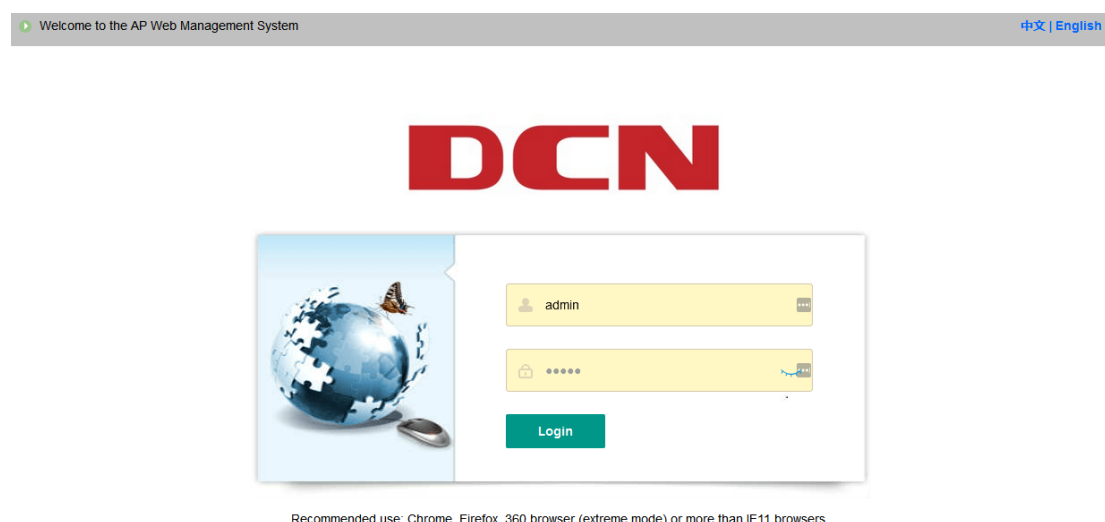 Welcome to the AP Web Management System
中文 | English
DCN
admin
•••••
Login
Recommended use: Chrome, Firefox, 360 browser (extreme mode) or more than IE11 browsers